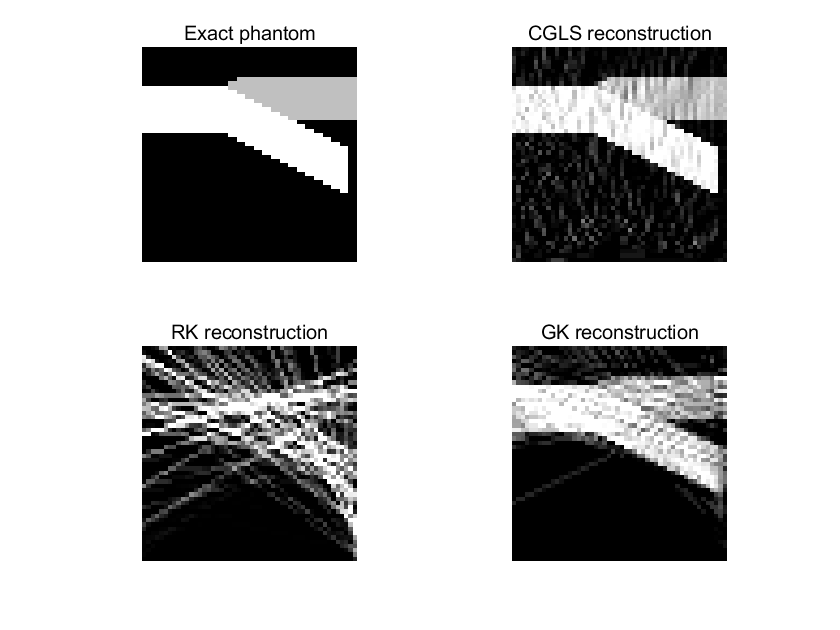 Exact phantom
CGLS reconstruction
RK reconstruction
GK reconstruction